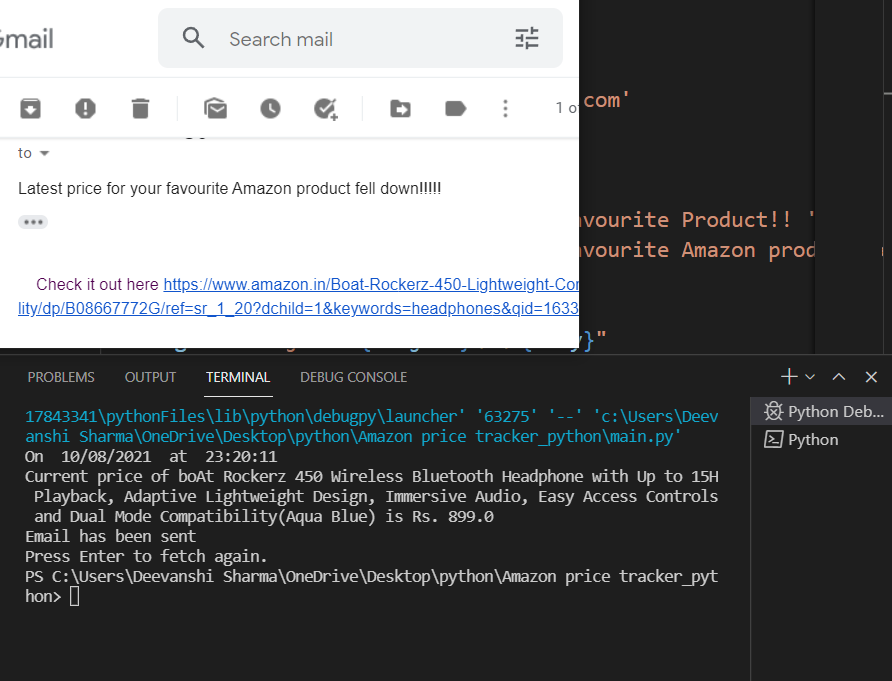 Gmail
Search mail
1 of
to
Latest price for your favourite Amazon product fell down!!!!!
Check it out here https://www.amazon.in/Boat-Rockerz-450-Lightweight-Con
lity/dp/B08667772G/ref=sr_1_20?dchild=1&keywords=headphones&qid=1633
com'
avourite Product!! '
avourite Amazon prod
}"
PROBLEMS
OUTPUT
TERMINAL
DEBUG CONSOLE
17843341\pythonFiles\lib\python\debugpy\launcher' '63275' '--' 'c:\Users\Deev
anshi Sharma\OneDrive\Desktop\python\Amazon price tracker_python\main.py'
On  10/08/2021  at  23:20:11
Current price of boAt Rockerz 450 Wireless Bluetooth Headphone with Up to 15H
Playback, Adaptive Lightweight Design, Immersive Audio, Easy Access Controls
and Dual Mode Compatibility(Aqua Blue) is Rs. 899.0
Email has been sent
Press Enter to fetch again.
PS C:\Users\Deevanshi Sharma\OneDrive\Desktop\python\Amazon price tracker_pyt
hon>
Python Deb...
Python